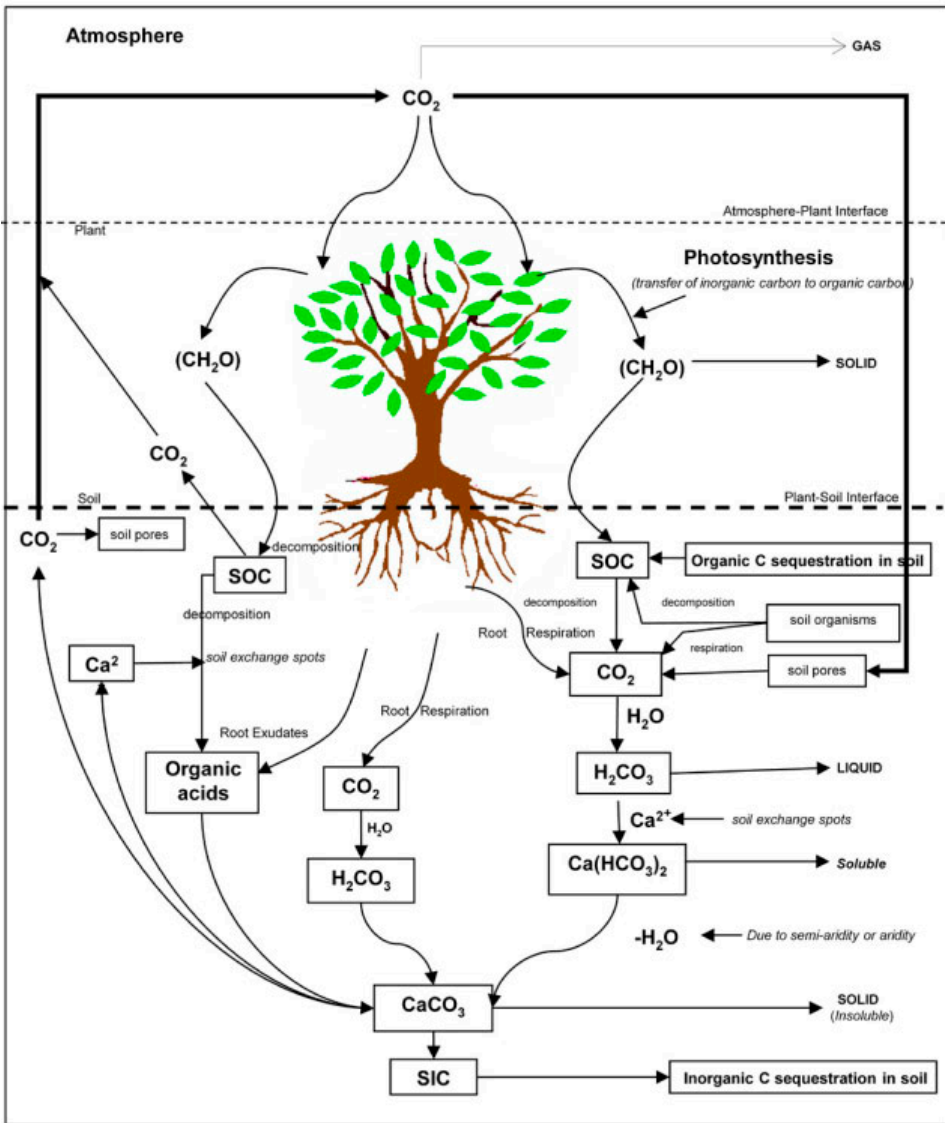 Atmosphere
GAS
CO₂
Atmosphere-Plant Interface
Plant
Photosynthesis
(transfer of inorganic carbon to organic carbon)
(CH₂O)
(CH₂O)
SOLID
CO₂
Soil
Plant-Soil Interface
CO₂
soil pores
decomposition
SOC
SOC
Organic C sequestration in soil
decomposition
decomposition
decomposition
soil organisms
Root Respiration
respiration
Ca²
soil exchange spots
CO₂
soil pores
Root Respiration
H₂O
Root Exudates
Organic
acids
CO₂
H₂CO₃
LIQUID
H₂O
Ca²⁺
soil exchange spots
H₂CO₃
Ca(HCO₃)₂
Soluble
-H₂O
Due to semi-aridity or aridity
CaCO₃
SOLID
(Insoluble)
SIC
Inorganic C sequestration in soil